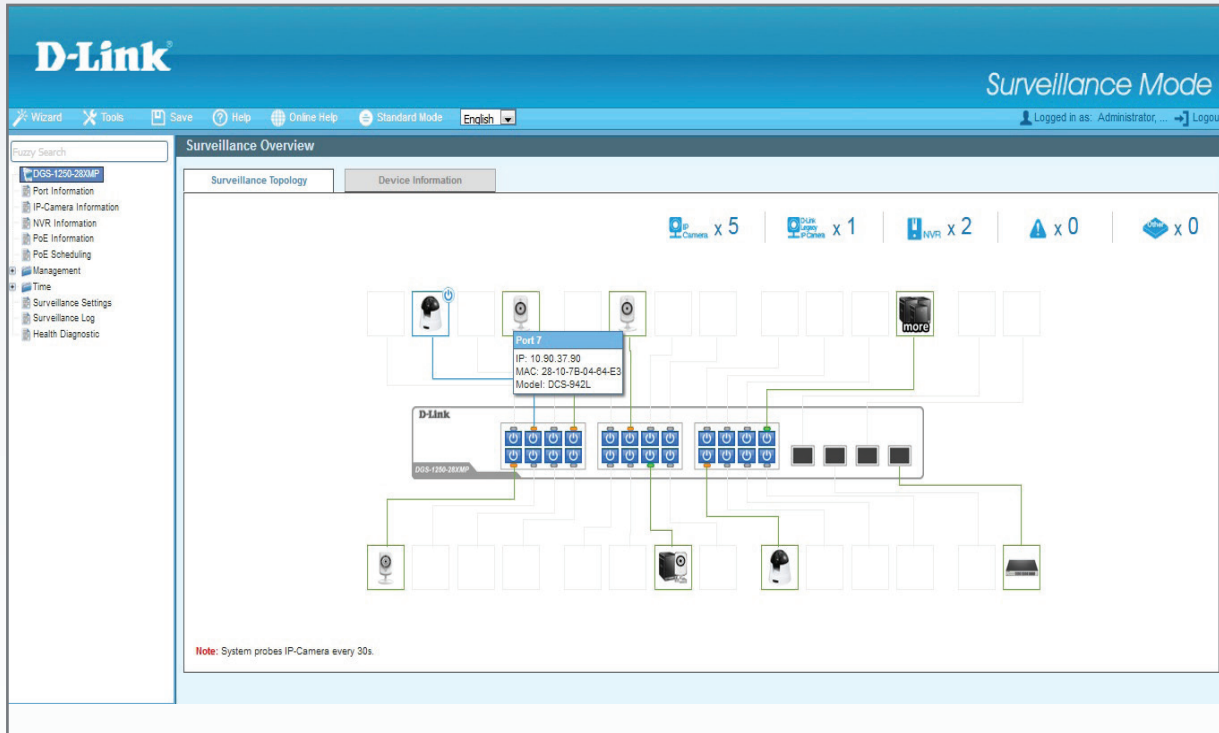 D-Link
Surveillance Mode
Wizard Tools Save Help Online Help Standard Mode English Logged in as: Administrator, ... Logou
Fuzzy Search
DGS-1250-28XMP
Port Information
IP-Camera Information
NVR Information
PoE Information
PoE Scheduling
Management
Time
Surveillance Settings
Surveillance Log
Health Diagnostic
Surveillance Overview
Surveillance Topology Device Information
IP Camera x 5 D-Link Legacy IP Camera x 1 NVR x 2 x 0 Other x 0
more
Port 7
IP: 10.90.37.90
MAC: 28-10-7B-04-64-E3
Model: DCS-942L
D-Link
DGS-1250-28XMP
Note: System probes IP-Camera every 30s.